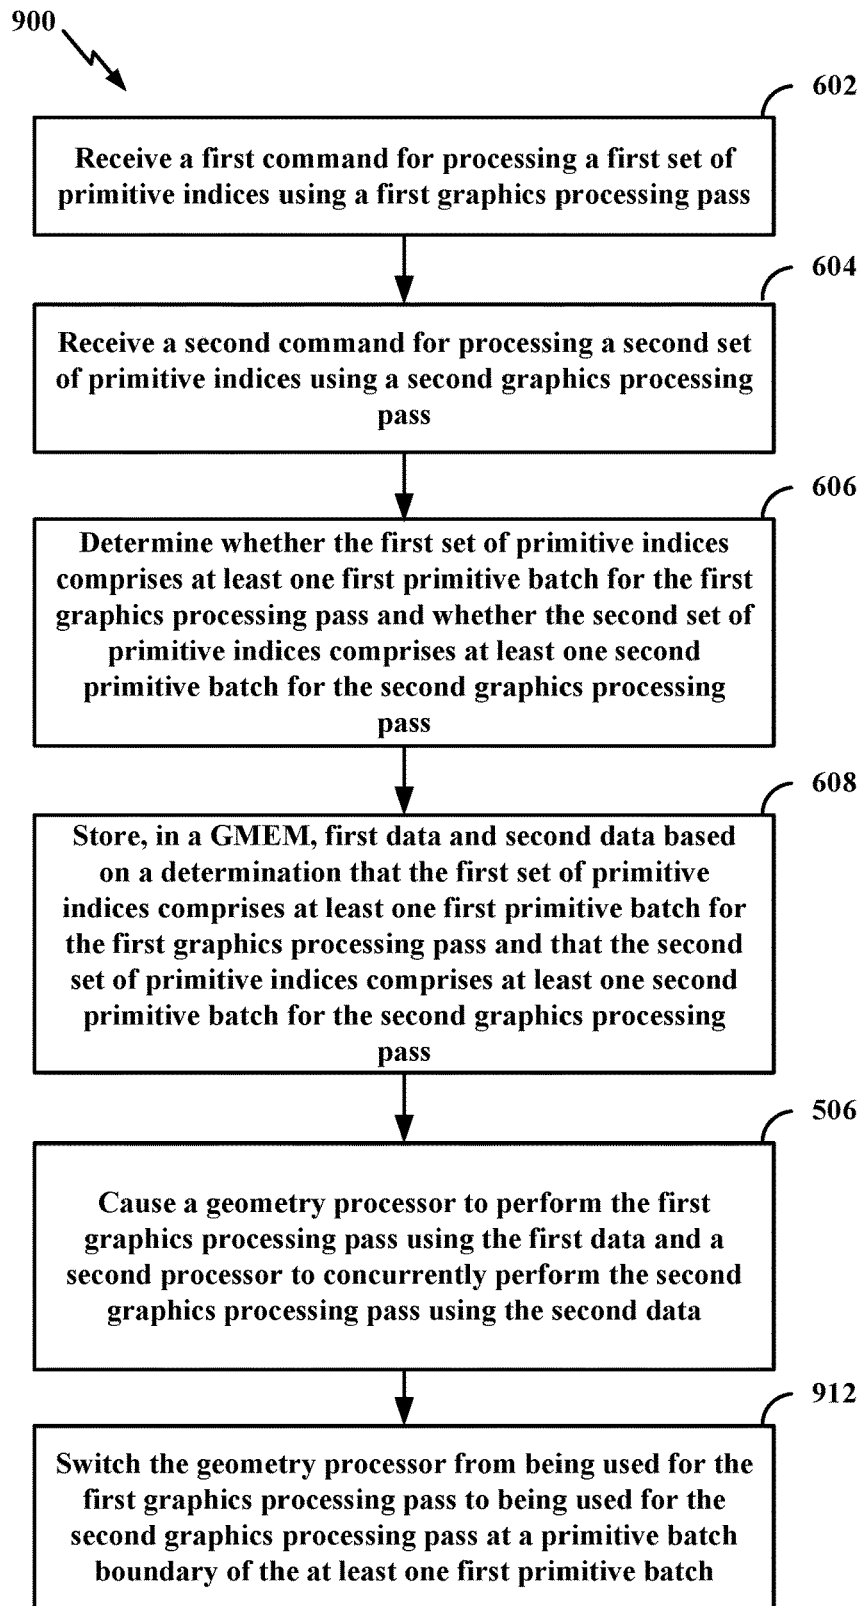 900
602
Receive a first command for processing a first set of
primitive indices using a first graphics processing pass
604
Receive a second command for processing a second set
of primitive indices using a second graphics processing
pass
606
Determine whether the first set of primitive indices
comprises at least one first primitive batch for the first
graphics processing pass and whether the second set of
primitive indices comprises at least one second
primitive batch for the second graphics processing
pass
608
Store, in a GMEM, first data and second data based
on a determination that the first set of primitive
indices comprises at least one first primitive batch for
the first graphics processing pass and that the second
set of primitive indices comprises at least one second
primitive batch for the second graphics processing
pass
506
Cause a geometry processor to perform the first
graphics processing pass using the first data and a
second processor to concurrently perform the second
graphics processing pass using the second data
912
Switch the geometry processor from being used for the
first graphics processing pass to being used for the
second graphics processing pass at a primitive batch
boundary of the at least one first primitive batch